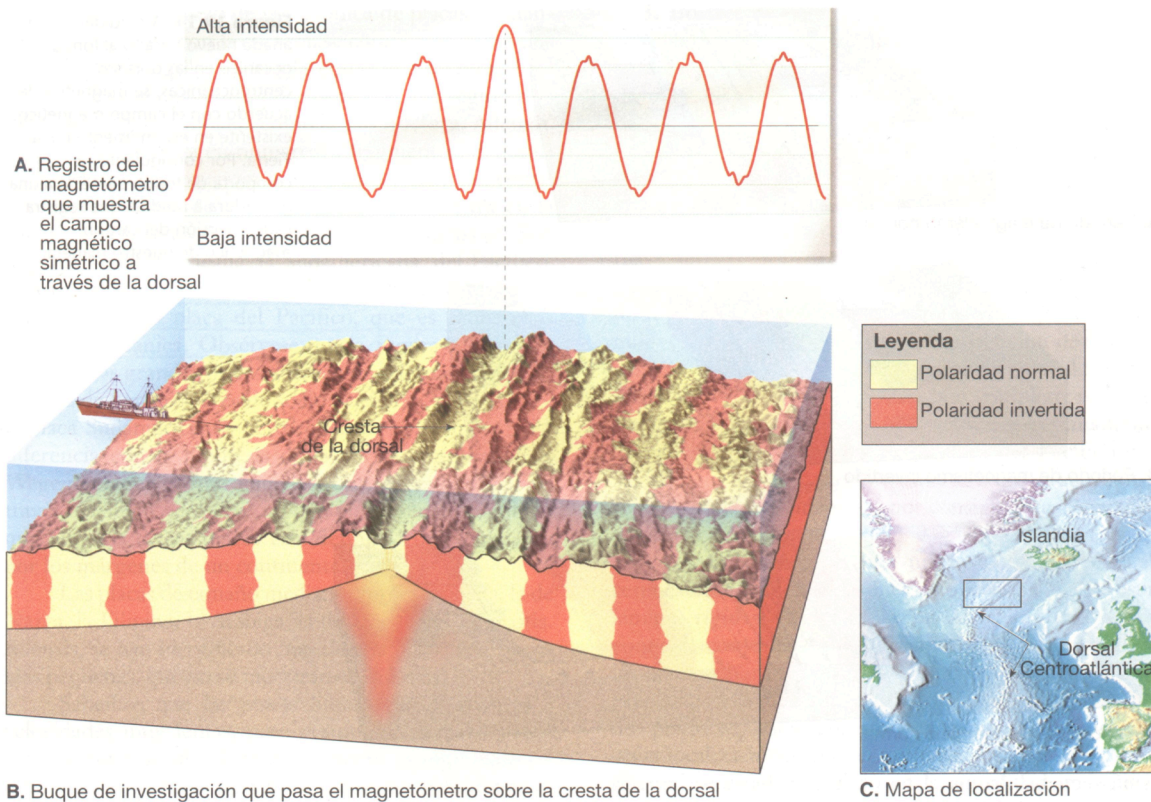 Alta intensidad
A. Registro del
magnetómetro
que muestra
el campo
magnético
simétrico a
través de la dorsal
Baja intensidad
Cresta
de la dorsal
Leyenda
Polaridad normal
Polaridad invertida
Islandia
Dorsal
Centroatlántica
B. Buque de investigación que pasa el magnetómetro sobre la cresta de la dorsal
C. Mapa de localización